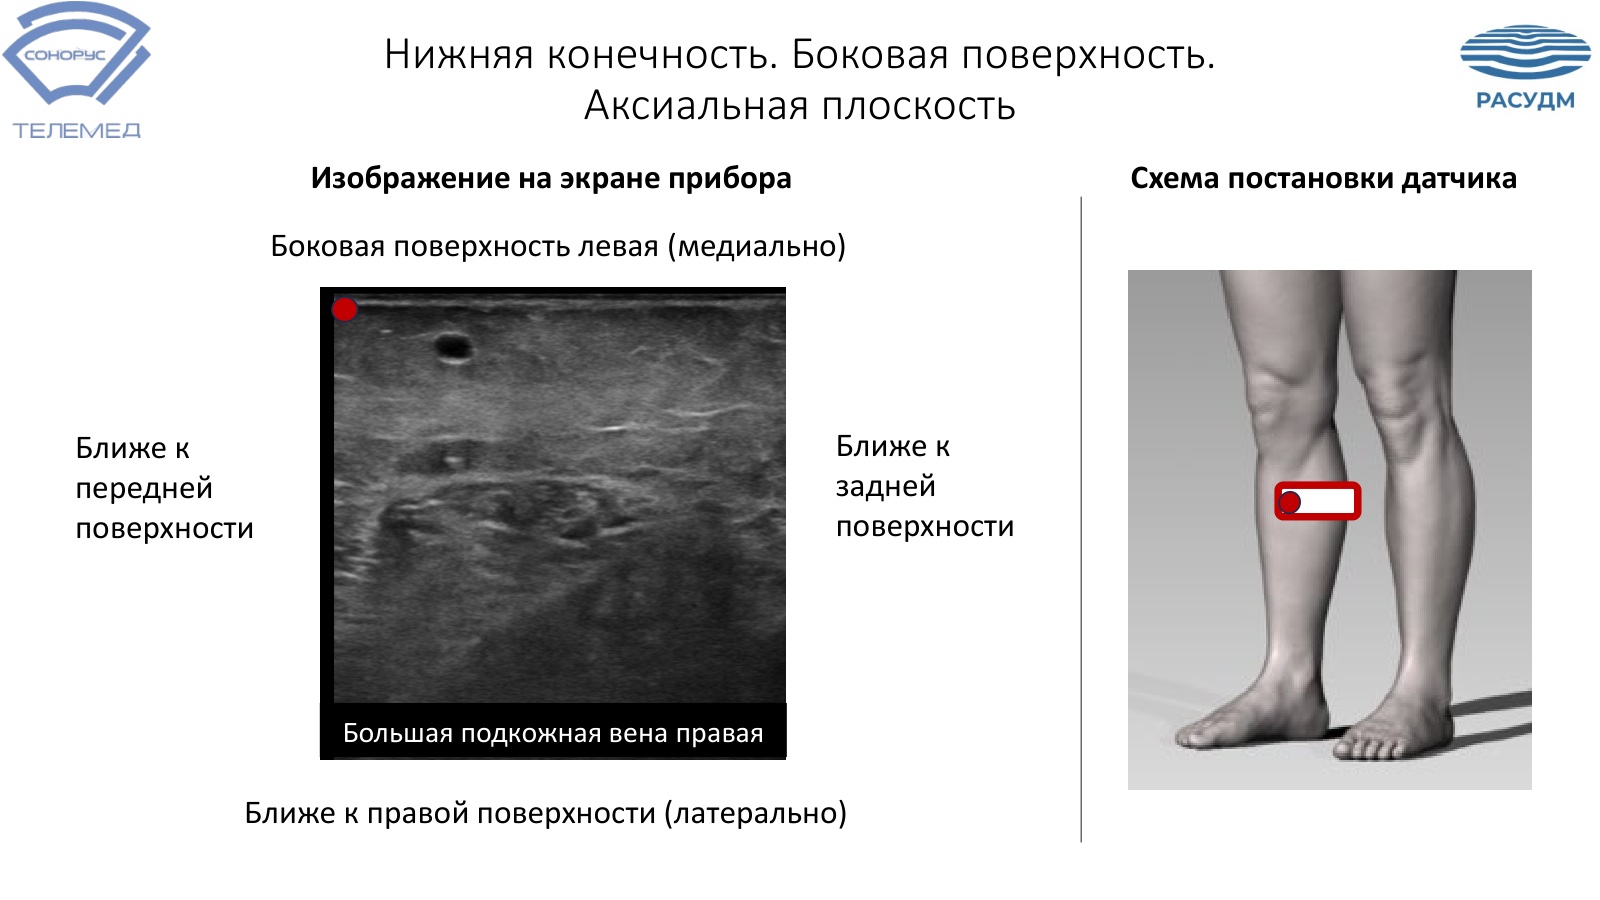 СОНОРУС
ТЕЛЕМЕД
Нижняя конечность. Боковая поверхность.
Аксиальная плоскость
РАСУДМ
Изображение на экране прибора
Боковая поверхность левая (медиально)
Ближе к
передней
поверхности
Ближе к
задней
поверхности
Большая подкожная вена правая
Ближе к правой поверхности (латерально)
Схема постановки датчика